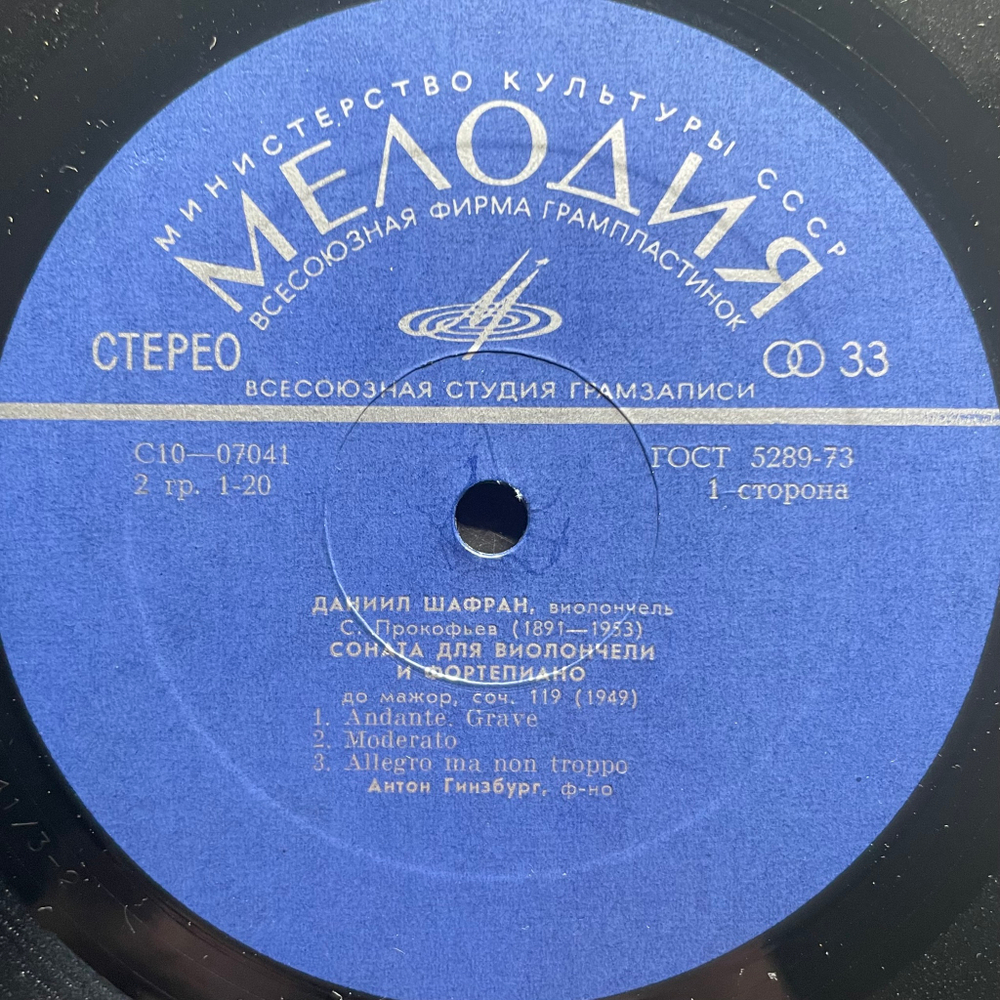 МИНИСТЕРСТВО КУЛЬТУРЫ СССР
МЕЛОДИЯ
ВСЕСОЮЗНАЯ ФИРМА ГРАМПЛАСТИНОК
СТЕРЕО
33
ВСЕСОЮЗНАЯ СТУДИЯ ГРАМЗАПИСИ
С10—07041
ГОСТ 5289-73
2 гр. 1-20
1 сторона
ДАНИИЛ ШАФРАН, виолончель
С. Прокофьев (1891—1953)
СОНАТА ДЛЯ ВИОЛОНЧЕЛИ
И ФОРТЕПИАНО
до мажор, соч. 119 (1949)
1. Andante. Grave
2. Moderato
3. Allegro ma non troppo
Антон Гинзбург, ф-но